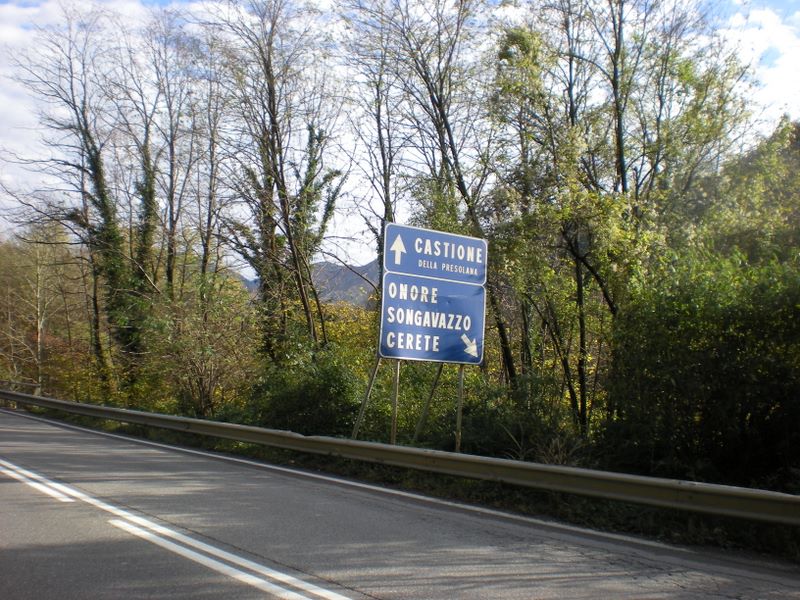 CASTIONE
DELLA PRESOLANA
ONORE
SONGAVAZZO
CERETE